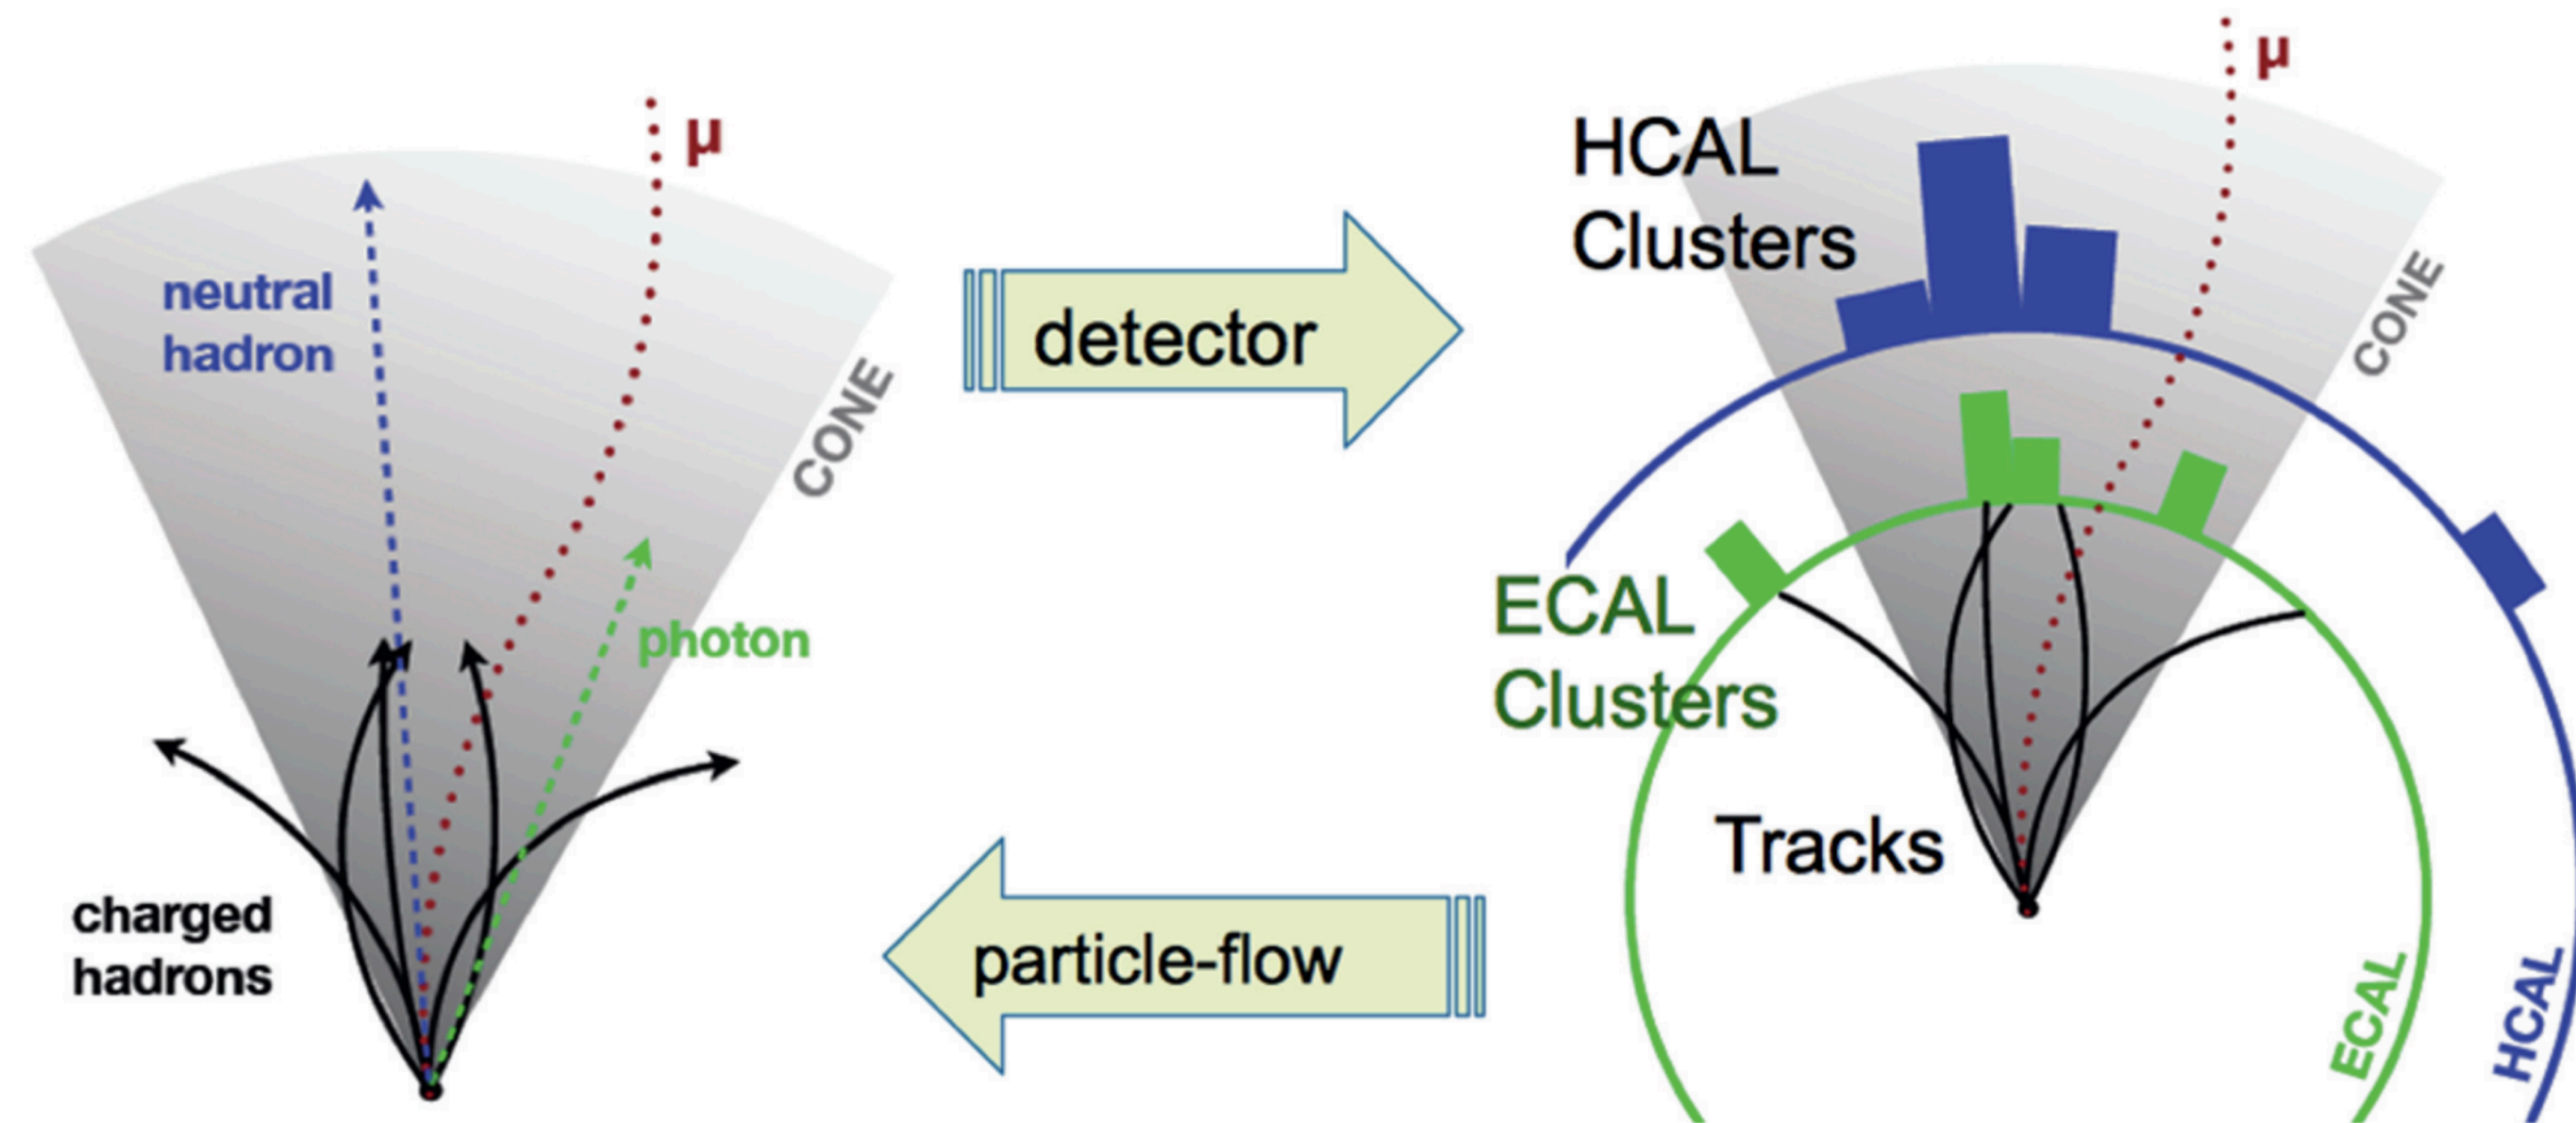 μ
neutral
hadron
CONE
photon
charged
hadrons
detector
particle-flow
μ
HCAL
Clusters
CONE
ECAL
Clusters
Tracks
ECAL
HCAL